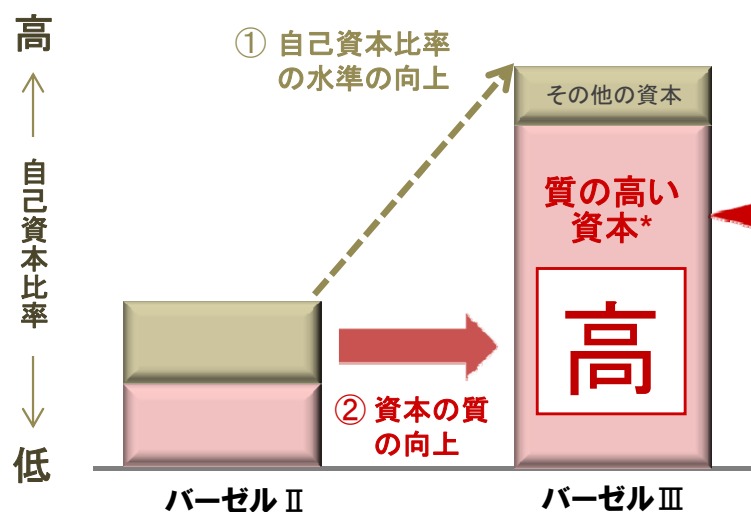 高
自己資本比率
低
① 自己資本比率
の水準の向上
その他の資本
質の高い
資本*
高
② 資本の質
の向上
バーゼルⅡ
バーゼルⅢ